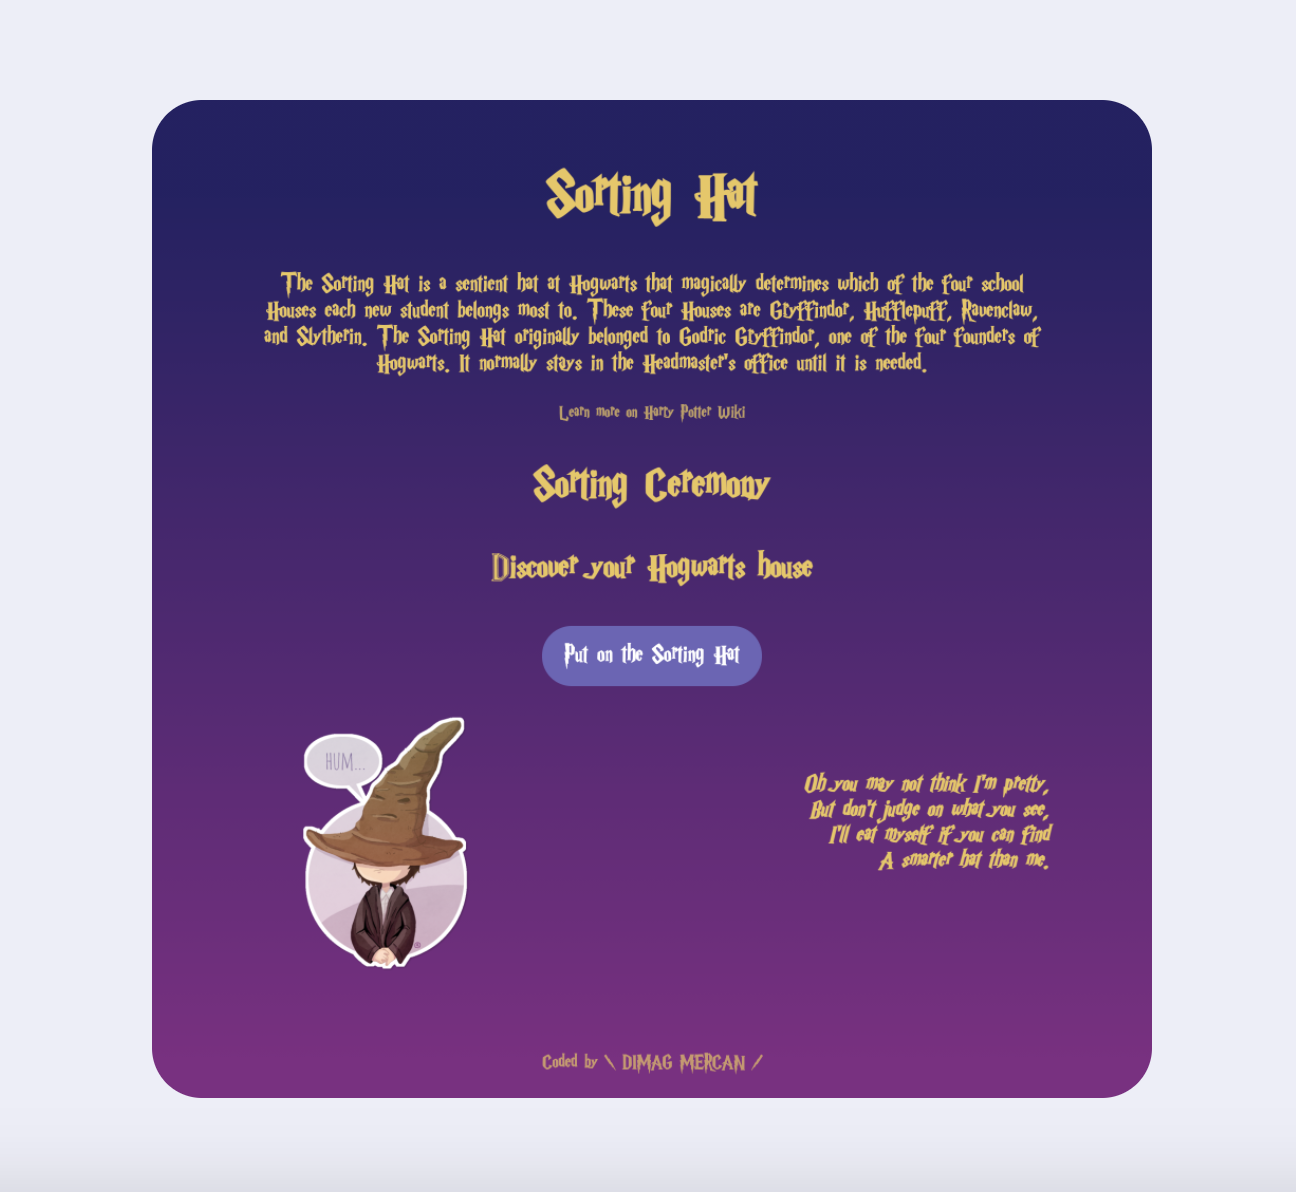 Sorting Hat
The Sorting Hat is a sentient hat at Hogwarts that magically determines which of the four school
Houses each new student belongs most to. These four Houses are Gryffindor, Hufflepuff, Ravenclaw,
and Slytherin. The Sorting Hat originally belonged to Godric Gryffindor, one of the four founders of
Hogwarts. It normally stays in the Headmaster's office until it is needed.
Learn more on Harry Potter Wiki
Sorting Ceremony
Discover your Hogwarts house
Put on the Sorting Hat
HUM...
Oh you may not think I'm pretty,
But don't judge on what you see,
I'll eat myself if you can find
A smarter hat than me.
Coded by \ DIMAG MERCAN /